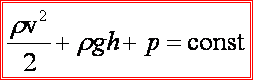 ρv²/2 + ρgh + p = const